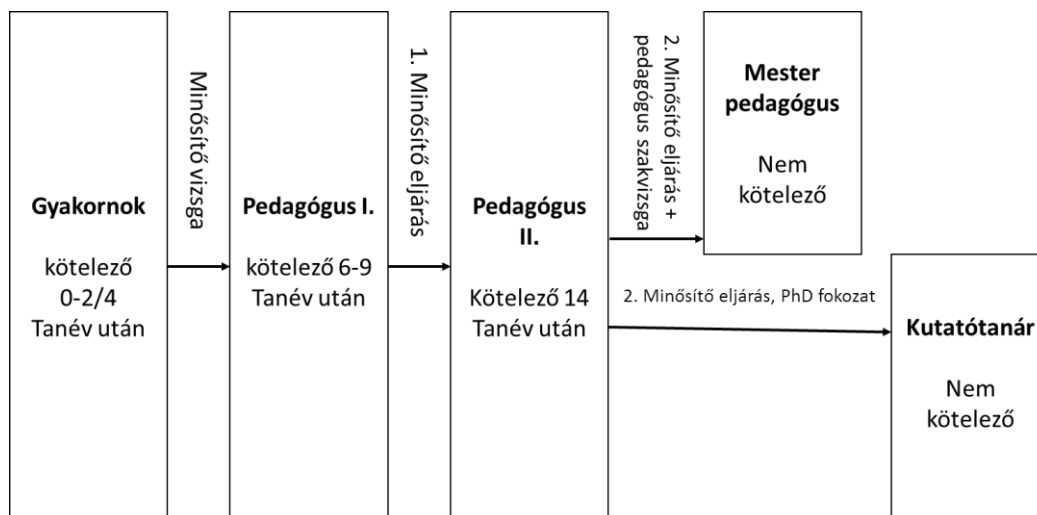 Gyakornok
kötelező
0-2/4
Tanév után
Minősítő vizsga
Pedagógus I.
kötelező 6-9
Tanév után
1. Minősítő eljárás
Pedagógus
II.
Kötelező 14
Tanév után
2. Minősítő eljárás +
pedagógus szakvizsga
Mester
pedagógus
Nem
kötelező
2. Minősítő eljárás, PhD fokozat
Kutatótanár
Nem
kötelező